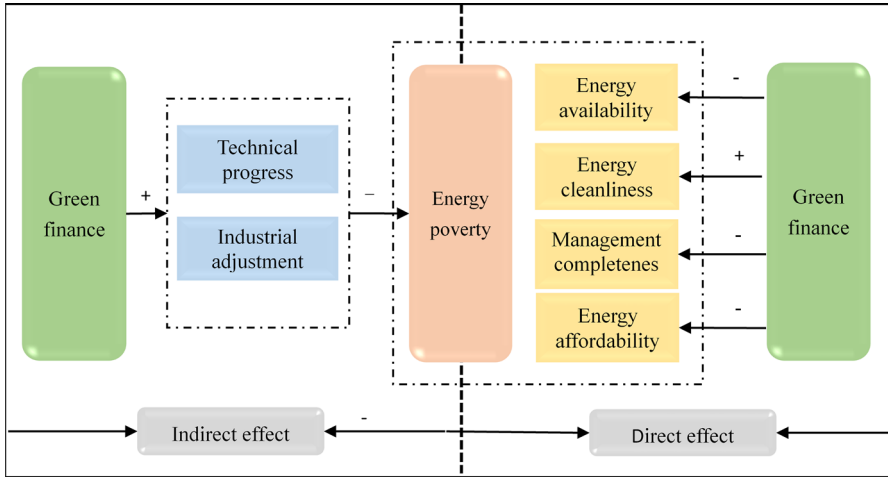 Green
finance
+
Technical
progress
Industrial
adjustment
–
Energy
poverty
Energy
availability
Energy
cleanliness
Management
completenes
Energy
affordability
-
+
-
-
Green
finance
Indirect effect
-
Direct effect